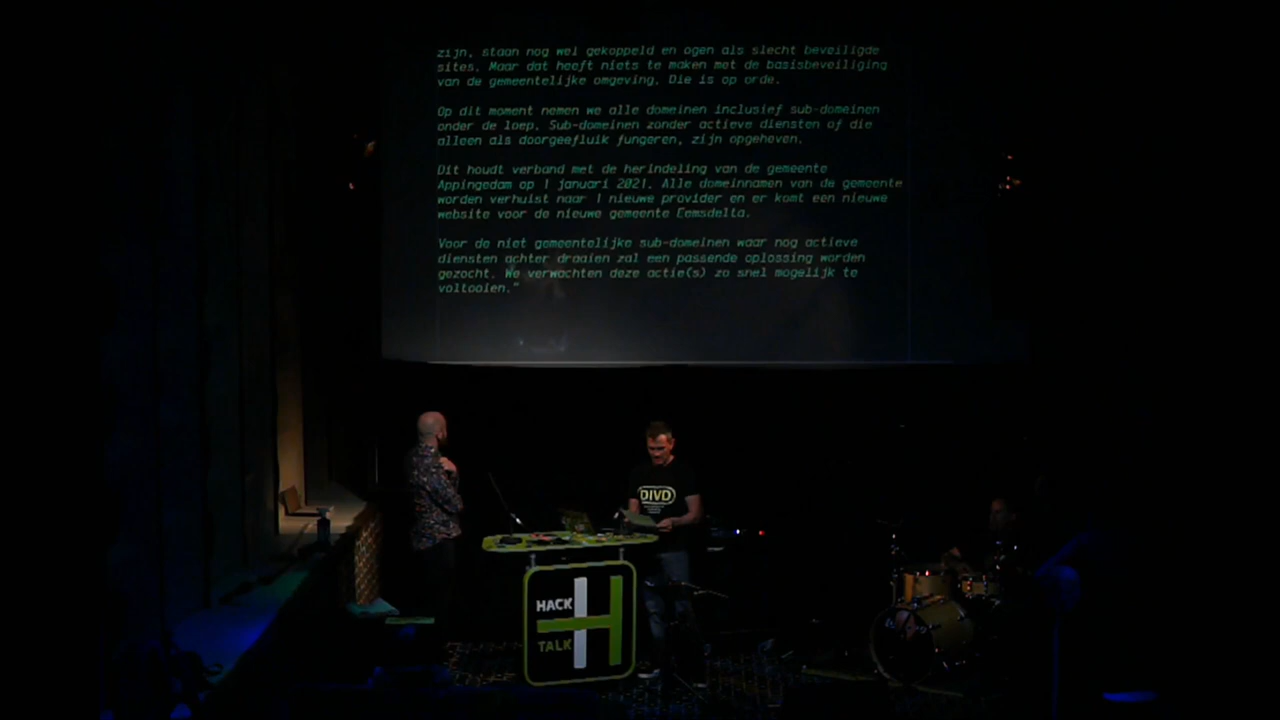 zijn, staan nog wel gekoppeld en ogen als slecht beveiligde
sites. Maar dat heeft niets te maken met de basisbeveiliging
van de gemeentelijke omgeving. Die is op orde.
Op dit moment nemen we alle domeinen inclusief sub-domeinen
onder de loep. Sub-domeinen zonder actieve diensten of die
alleen als doorgeefluik fungeren, zijn opgeheven.
Dit houdt verband met de herindeling van de gemeente
Appingedam op 1 januari 2021. Alle domeinnamen van de gemeente
worden verhuist naar 1 nieuwe provider en er komt een nieuwe
website voor de nieuwe gemeente Eemsdelta.
Voor de niet gemeentelijke sub-domeinen waar nog actieve
diensten achter draaien zal een passende oplossing worden
gezocht. We verwachten deze actie(s) zo snel mogelijk te
voltooien."
DIVD
HACK
TALK
H